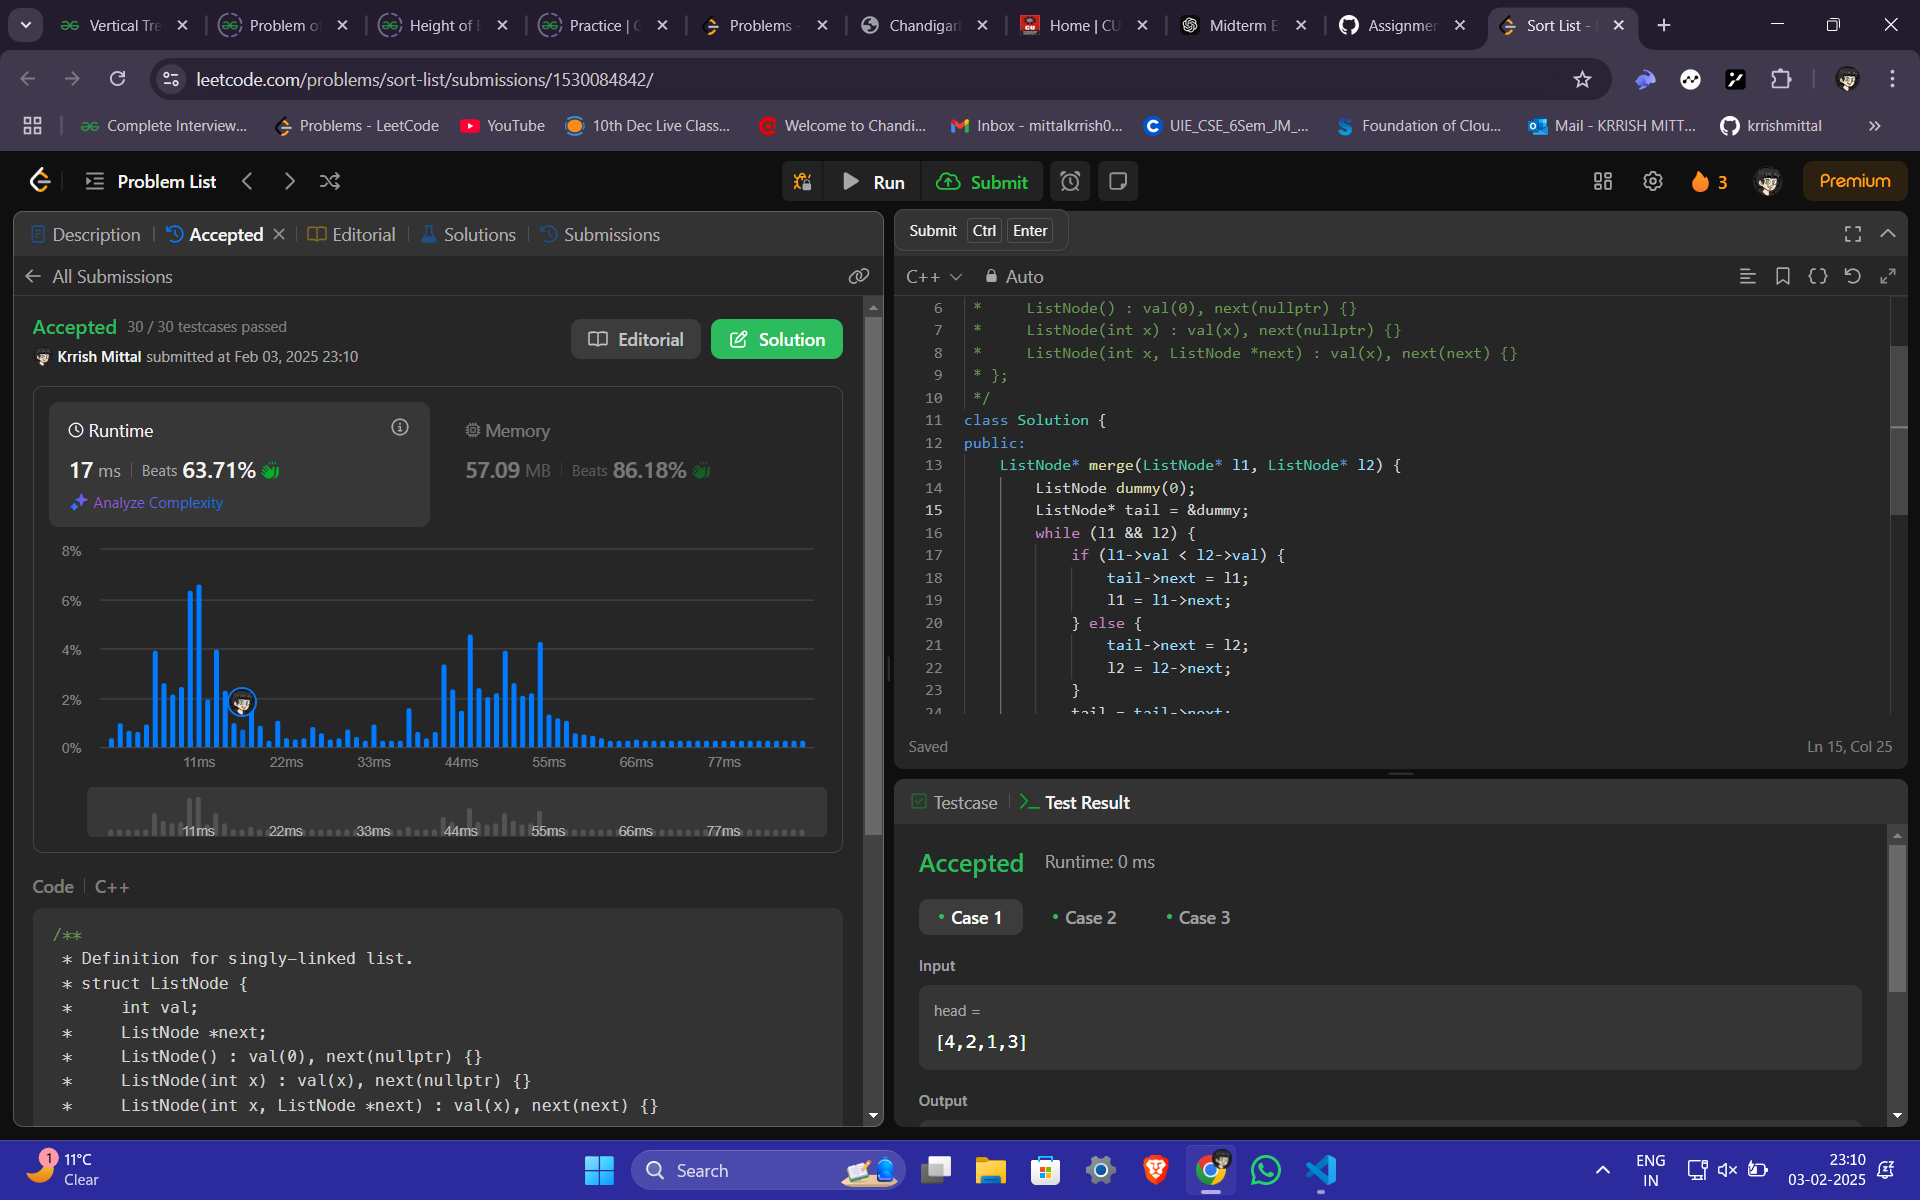 Vertical Tre
Problem o
Height of B
Practice | G
Problems -
Chandigar
Home | CU
Midterm E
Assignmen
Sort List -
leetcode.com/problems/sort-list/submissions/1530084842/
Complete Interview...
Problems - LeetCode
YouTube
10th Dec Live Class...
Welcome to Chandi...
Inbox - mittalkrrish0...
UIE_CSE_6Sem_JM_...
Foundation of Clou...
Mail - KRRISH MITT...
krrishmittal
Problem List
Run
Submit
3
Premium
Description
Accepted
Editorial
Solutions
Submissions
All Submissions
Accepted 30 / 30 testcases passed
Krrish Mittal submitted at Feb 03, 2025 23:10
Editorial
Solution
Runtime
17 ms Beats 63.71%
Analyze Complexity
Memory
57.09 MB Beats 86.18%
8%
6%
4%
2%
0%
11ms 22ms 33ms 44ms 55ms 66ms 77ms
11ms 22ms 33ms 44ms 55ms 66ms 77ms
Code C++
/**
* Definition for singly-linked list.
* struct ListNode {
*     int val;
*     ListNode *next;
*     ListNode() : val(0), next(nullptr) {}
*     ListNode(int x) : val(x), next(nullptr) {}
*     ListNode(int x, ListNode *next) : val(x), next(next) {}
Submit Ctrl Enter
C++ Auto
6 *     ListNode() : val(0), next(nullptr) {}
7 *     ListNode(int x) : val(x), next(nullptr) {}
8 *     ListNode(int x, ListNode *next) : val(x), next(next) {}
9 * };
10 */
11 class Solution {
12 public:
13     ListNode* merge(ListNode* l1, ListNode* l2) {
14         ListNode dummy(0);
15         ListNode* tail = &dummy;
16         while (l1 && l2) {
17             if (l1->val < l2->val) {
18                 tail->next = l1;
19                 l1 = l1->next;
20             } else {
21                 tail->next = l2;
22                 l2 = l2->next;
23             }
24             tail = tail->next;
Saved
Ln 15, Col 25
Testcase
Test Result
Accepted Runtime: 0 ms
Case 1
Case 2
Case 3
Input
head =
[4,2,1,3]
Output
1
11°C
Clear
Search
ENG
IN
23:10
03-02-2025